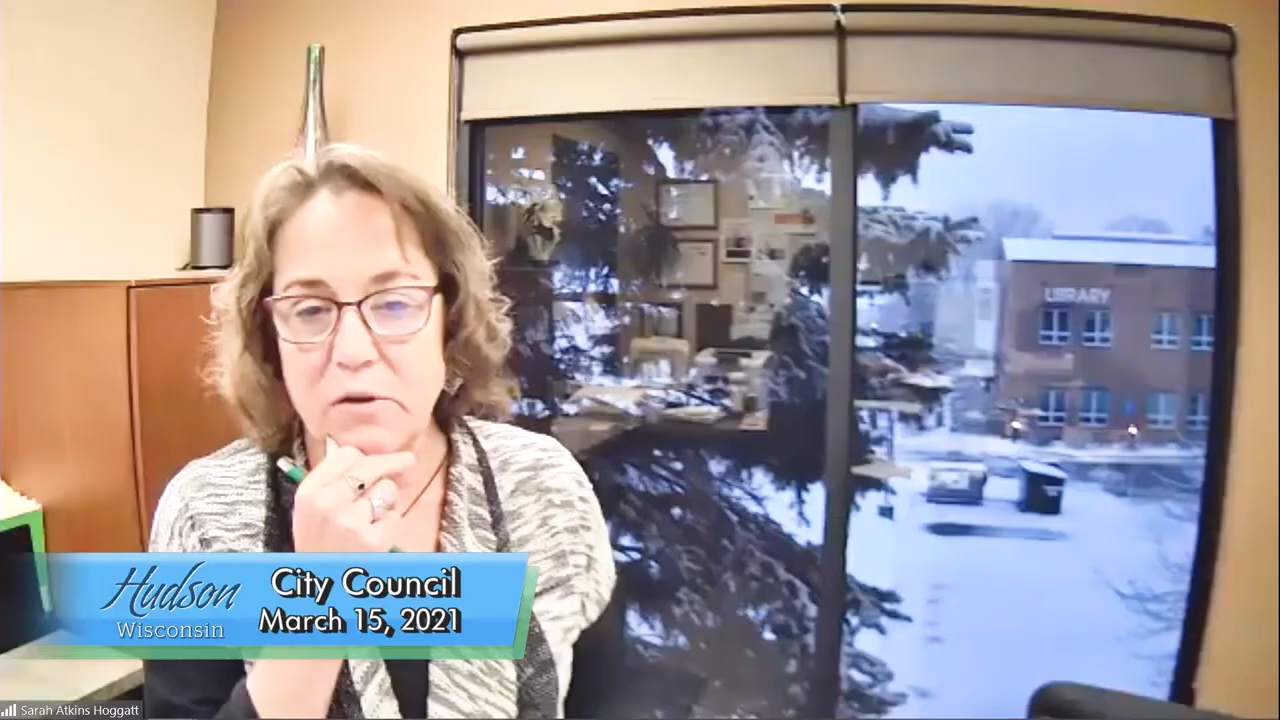 LIBRARY
Hudson
Wisconsin
City Council
March 15, 2021
Sarah Atkins Hoggatt